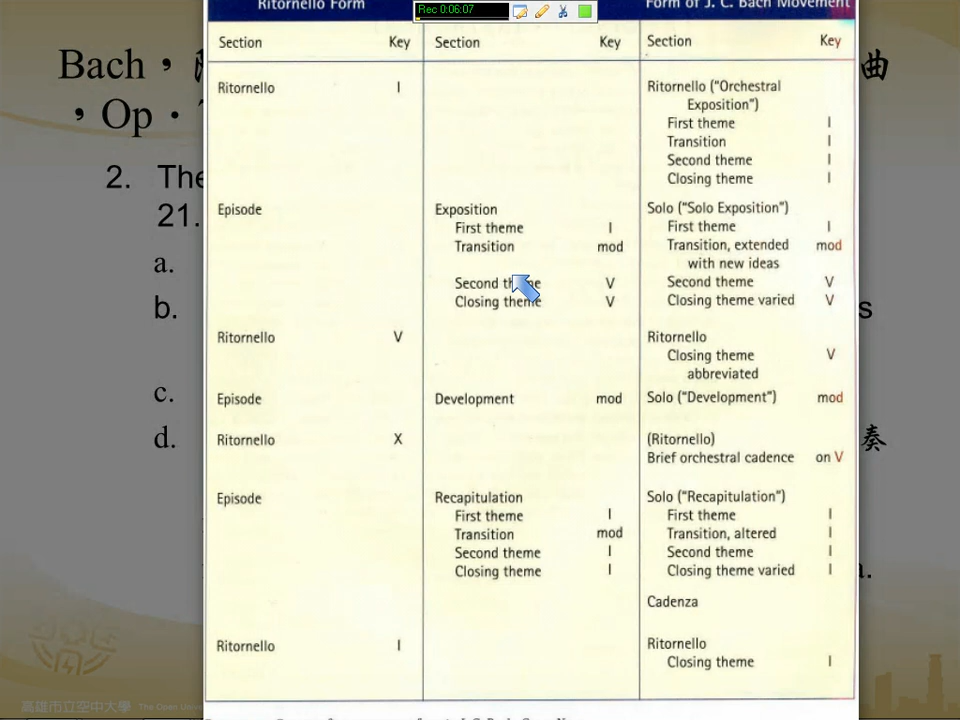 Ritornello Form
Form of J. C. Bach Movement
Rec 0:06:07
Section Key Section Key Section Key
Bach,
曲
, Op.
2. The
21.
a.
b.
s
c.
d.
奏
a.
Ritornello I
Ritornello ("Orchestral
Exposition")
First theme I
Transition I
Second theme I
Closing theme I
Episode
Exposition
First theme I
Transition mod
Second theme V
Closing theme V
Solo ("Solo Exposition")
First theme I
Transition, extended mod
with new ideas
Second theme V
Closing theme varied V
Ritornello V
Ritornello
Closing theme V
abbreviated
Episode
Development mod
Solo ("Development") mod
Ritornello X
(Ritornello)
Brief orchestral cadence on V
Episode
Recapitulation
First theme I
Transition mod
Second theme I
Closing theme I
Solo ("Recapitulation")
First theme I
Transition, altered I
Second theme I
Closing theme varied I
Cadenza
Ritornello I
Ritornello
Closing theme I
高雄市立空中大學 The Open Univer